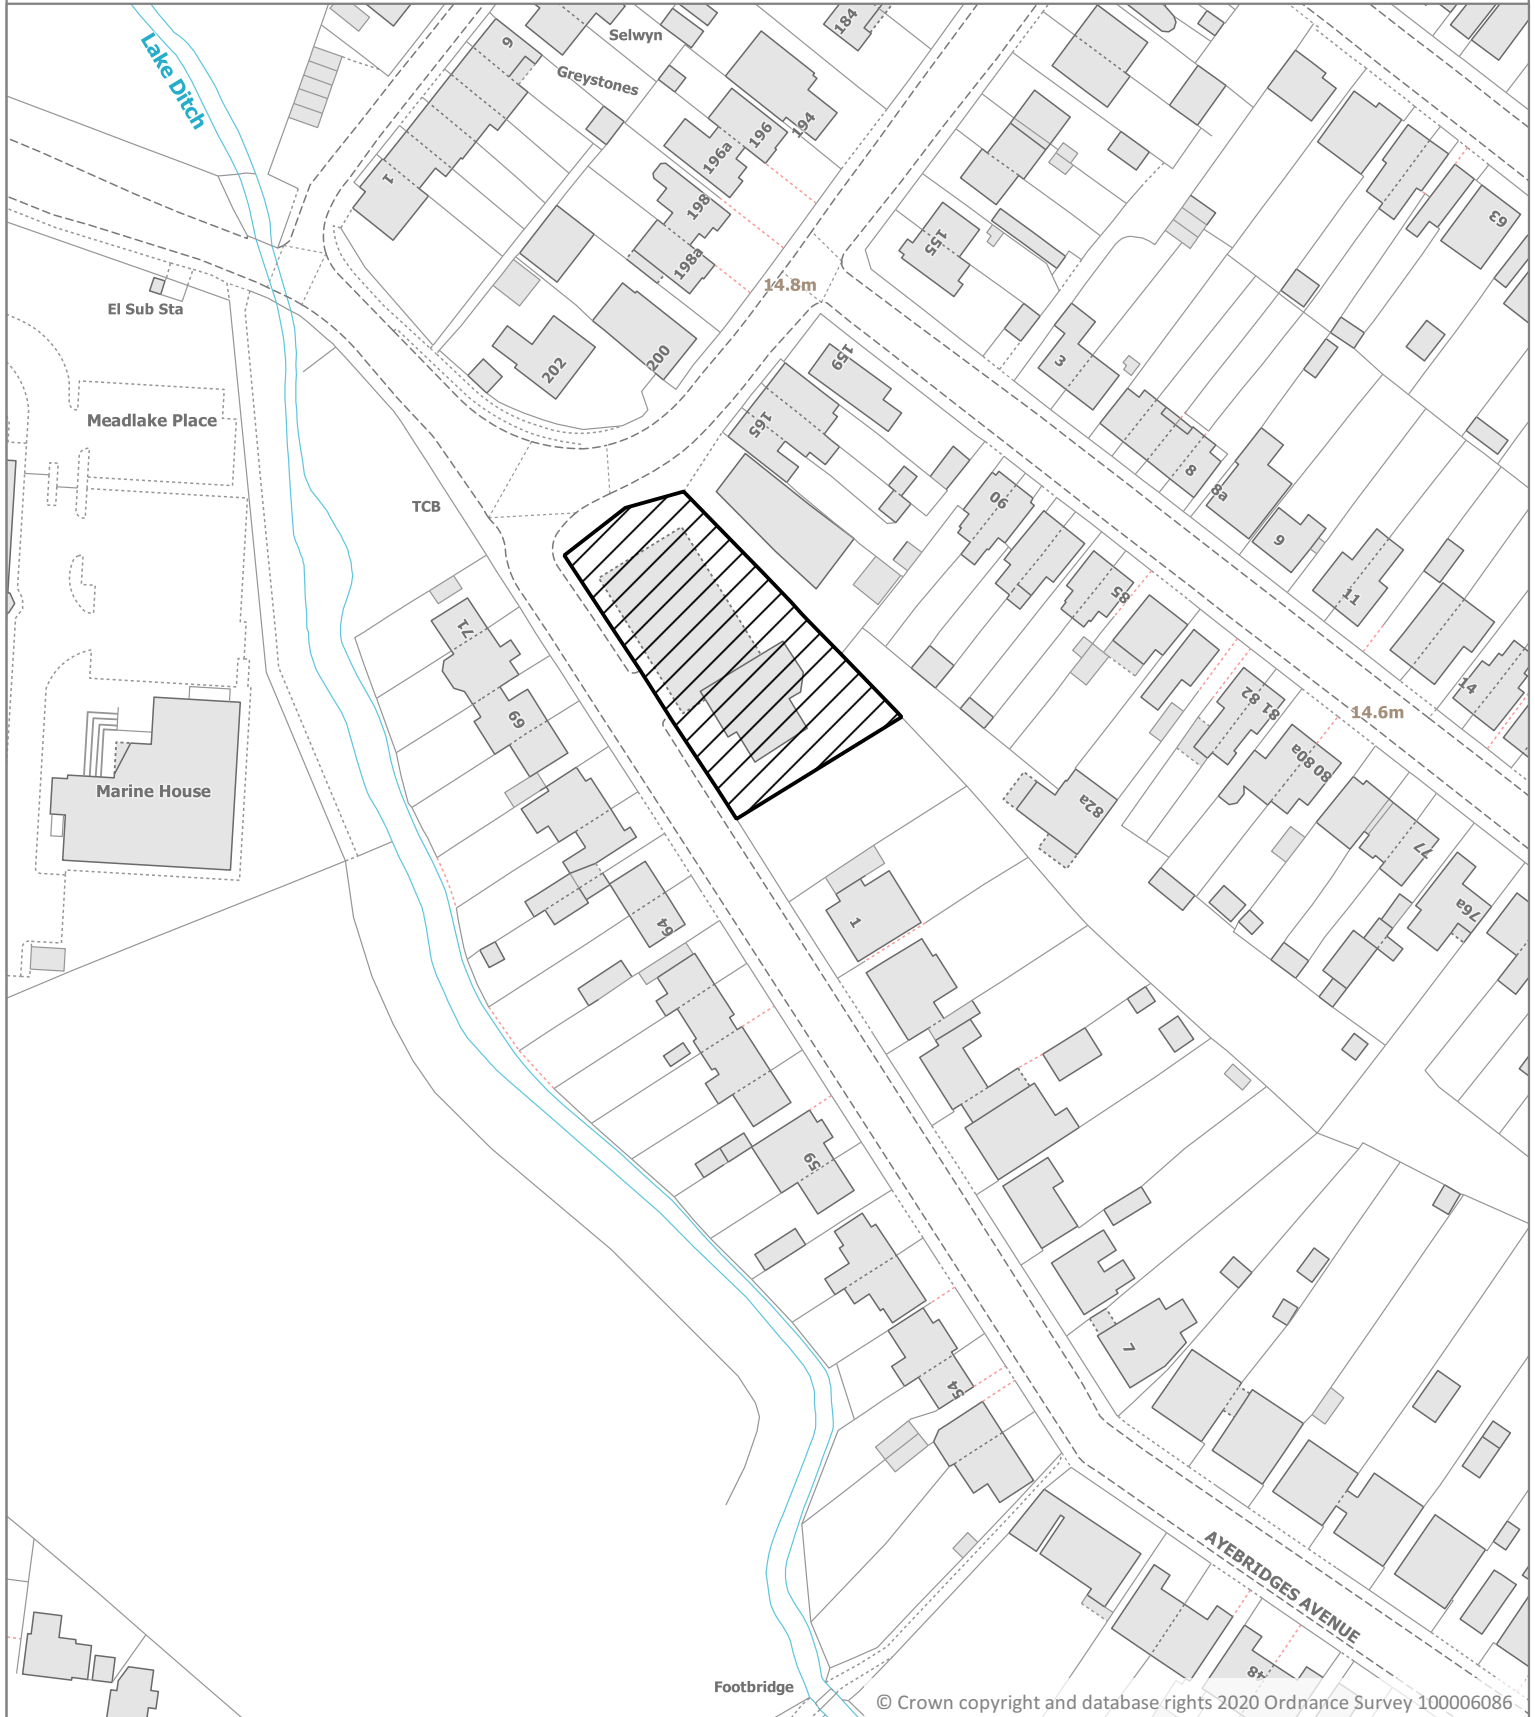 Selwyn
184
Lake Ditch
9
Greystones
194
196
196a
1
198
155
63
198a
14.8m
El Sub Sta
202
200
159
3
Meadlake Place
165
8
8a
90
TCB
9
11
85
71
14
82
81
69
14.6m
80a
80
Marine House
82a
77
76a
1
64
59
7
54
AYEBRIDGES AVENUE
48
Footbridge
© Crown copyright and database rights 2020 Ordnance Survey 100006086